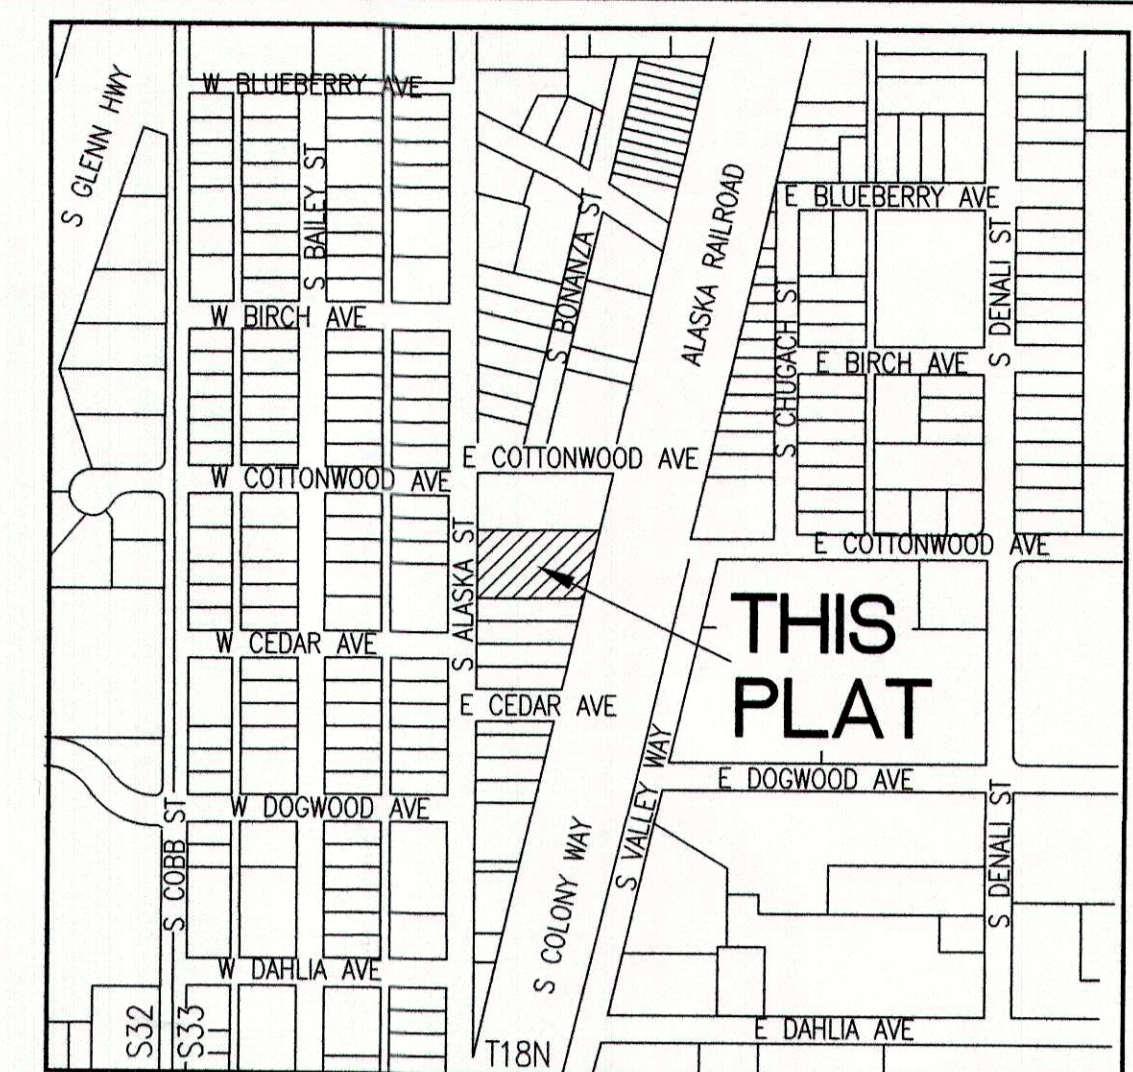 W BLUEBERRY AVE
S GLENN HWY
S BAILEY ST
E BLUEBERRY AVE
S BONANZA ST
ALASKA RAILROAD
S DENALI ST
S CHUGACH ST
W BIRCH AVE
E BIRCH AVE
E COTTONWOOD AVE
W COTTONWOOD AVE
E COTTONWOOD AVE
S ALASKA ST
THIS
PLAT
W CEDAR AVE
E CEDAR AVE
E DOGWOOD AVE
W DOGWOOD AVE
S VALLEY WAY
S COBB ST
S DENALI ST
S COLONY WAY
W DAHLIA AVE
S32
S33
E DAHLIA AVE
T18N